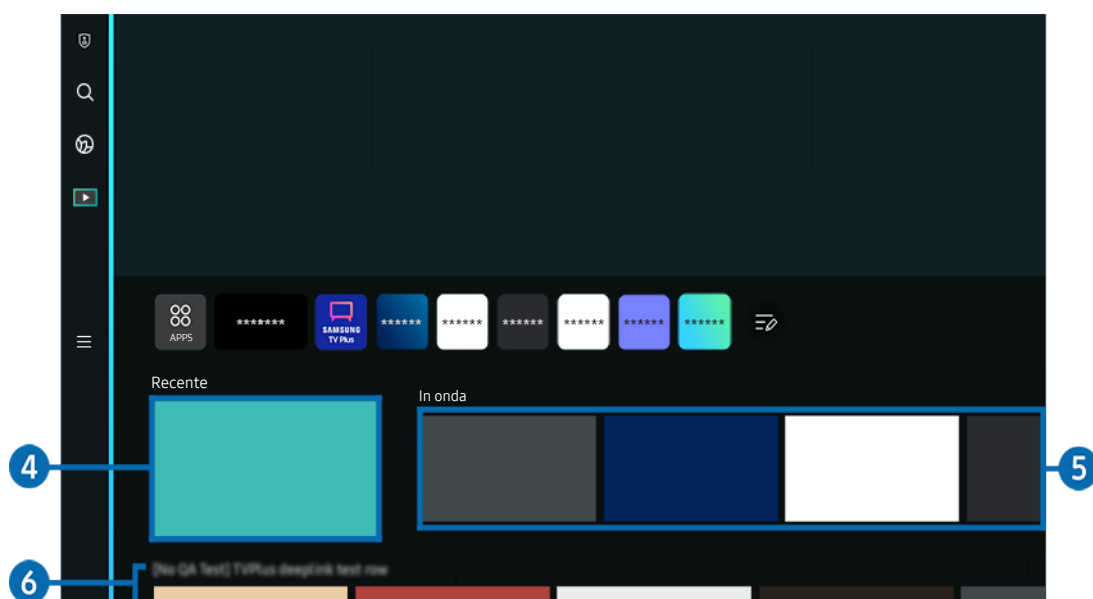 APPS
*******
SAMSUNG
TV Plus
******
******
******
******
******
******
Recente
In onda
4
5
6
[No QA Test] TVPlus deeplink test row